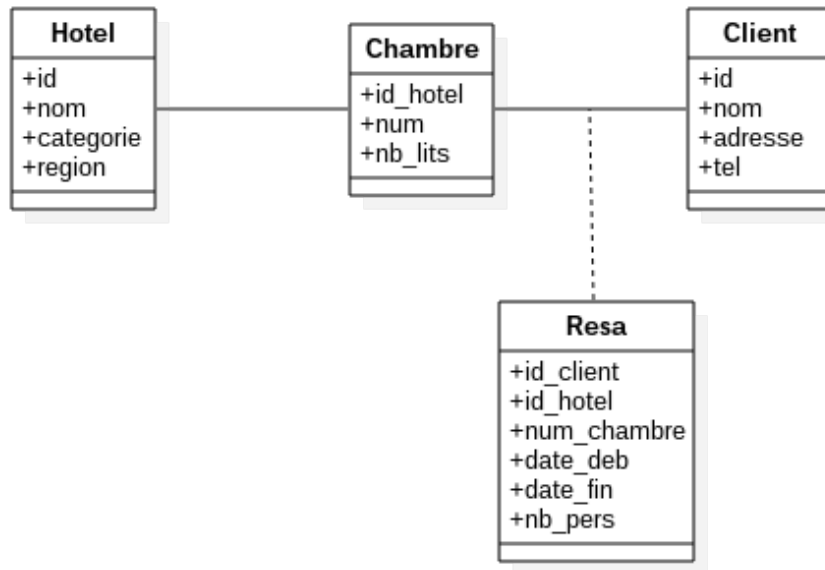 Hotel
+id
+nom
+categorie
+region
Chambre
+id_hotel
+num
+nb_lits
Client
+id
+nom
+adresse
+tel
Resa
+id_client
+id_hotel
+num_chambre
+date_deb
+date_fin
+nb_pers